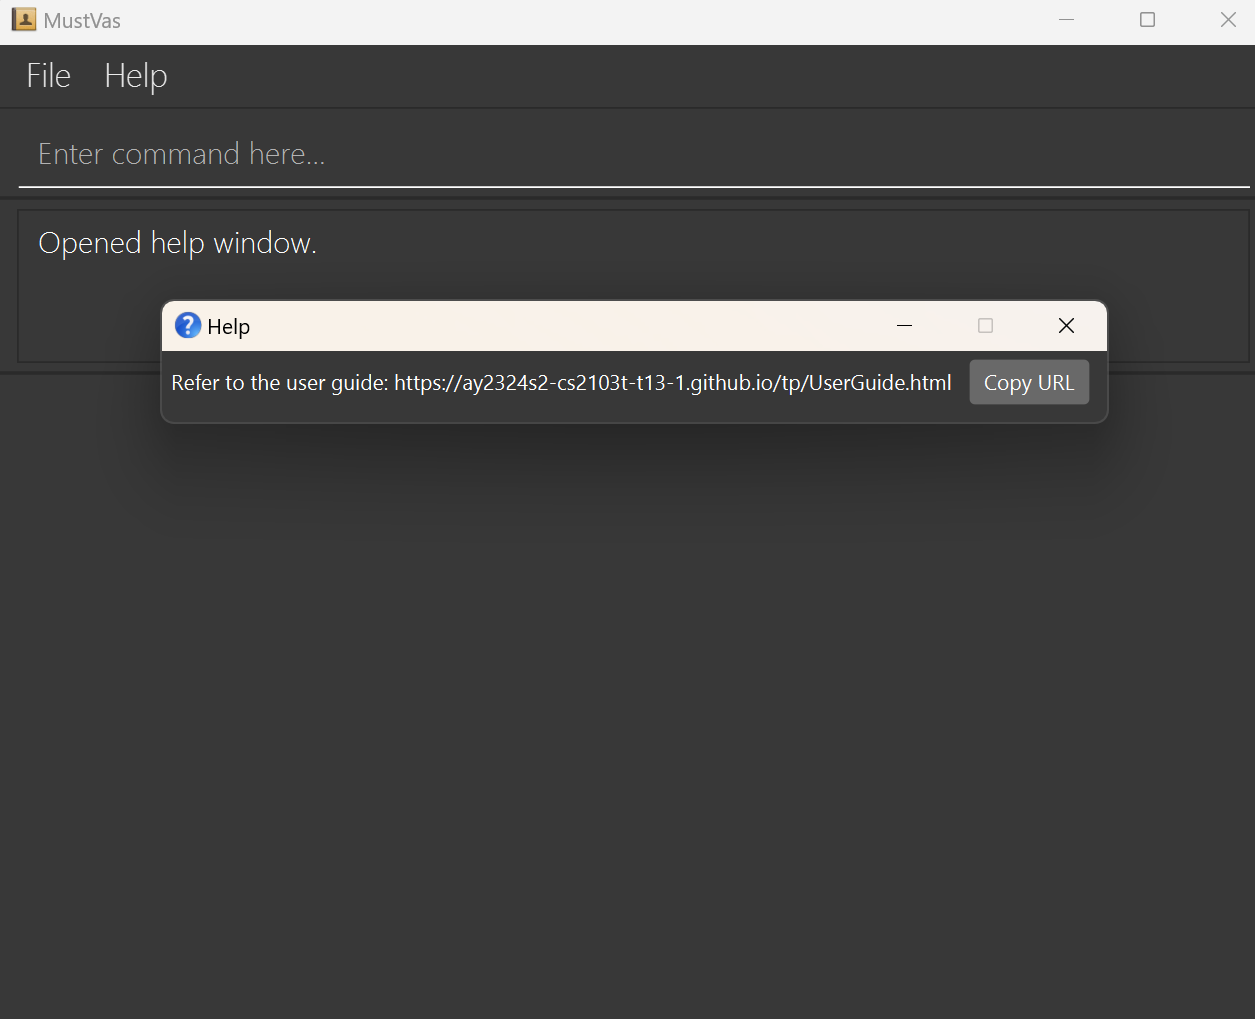 MustVas
File Help
Enter command here...
Opened help window.
Help
Refer to the user guide: https://ay2324s2-cs2103t-t13-1.github.io/tp/UserGuide.html Copy URL